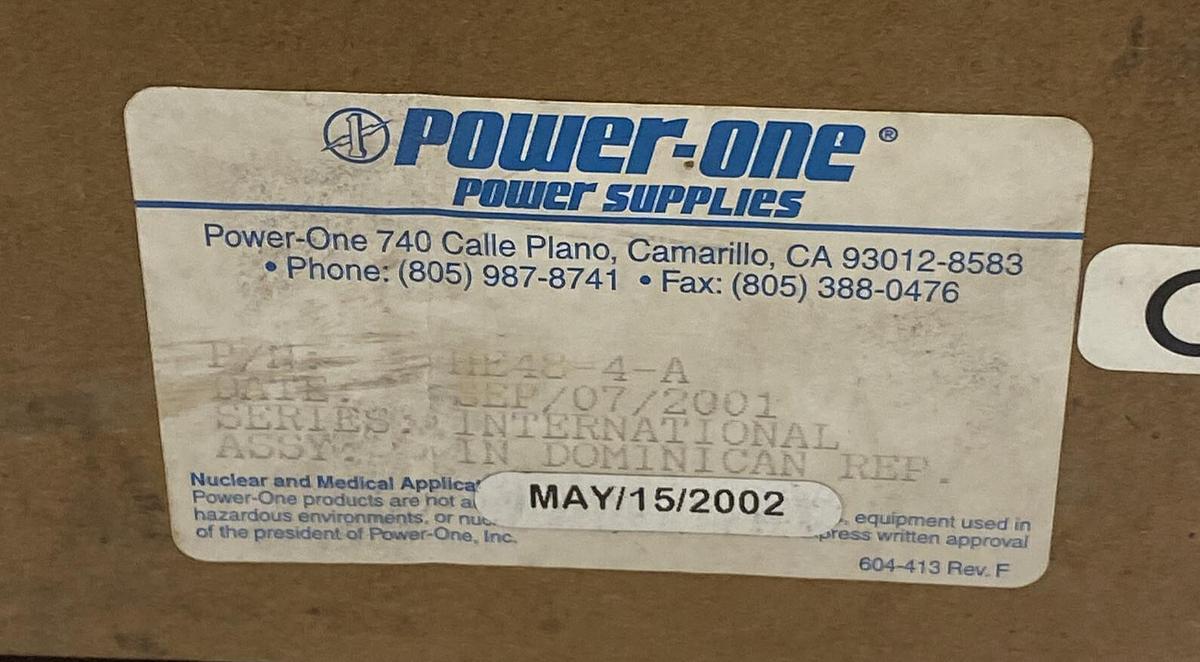 POWER-ONE®
POWER SUPPLIES
Power-One 740 Calle Plano, Camarillo, CA 93012-8583
• Phone: (805) 987-8741 • Fax: (805) 388-0476
P/N: HE48-4-A
DATE: SEP/07/2001
SERIES: INTERNATIONAL
ASSY IN DOMINICAN REP.
Nuclear and Medical
Power-One products are not
MAY/15/2002
hazardous environments, or
, equipment used in
of the president of Power-One, Inc.
written approval
604-413 Rev. F